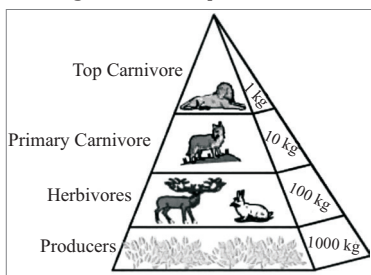 Top Carnivore
1 kg
Primary Carnivore
10 kg
Herbivores
100 kg
Producers
1000 kg